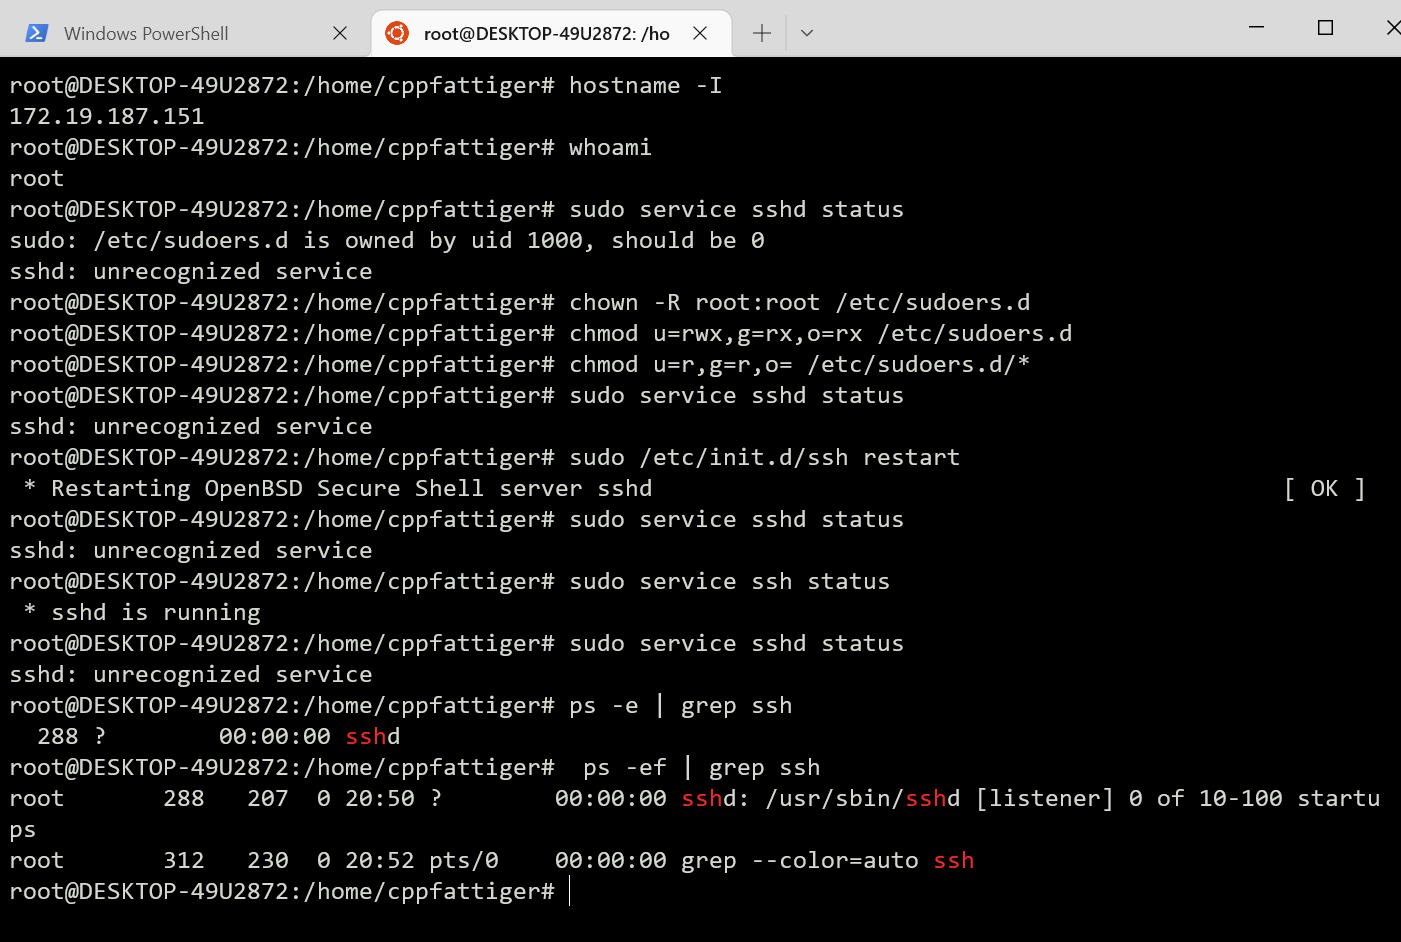 Windows PowerShell
root@DESKTOP-49U2872: /ho
root@DESKTOP-49U2872:/home/cppfattiger# hostname -I
172.19.187.151
root@DESKTOP-49U2872:/home/cppfattiger# whoami
root
root@DESKTOP-49U2872:/home/cppfattiger# sudo service sshd status
sudo: /etc/sudoers.d is owned by uid 1000, should be 0
sshd: unrecognized service
root@DESKTOP-49U2872:/home/cppfattiger# chown -R root:root /etc/sudoers.d
root@DESKTOP-49U2872:/home/cppfattiger# chmod u=rwx,g=rx,o=rx /etc/sudoers.d
root@DESKTOP-49U2872:/home/cppfattiger# chmod u=r,g=r,o= /etc/sudoers.d/*
root@DESKTOP-49U2872:/home/cppfattiger# sudo service sshd status
sshd: unrecognized service
root@DESKTOP-49U2872:/home/cppfattiger# sudo /etc/init.d/ssh restart
 * Restarting OpenBSD Secure Shell server sshd [ OK ]
root@DESKTOP-49U2872:/home/cppfattiger# sudo service sshd status
sshd: unrecognized service
root@DESKTOP-49U2872:/home/cppfattiger# sudo service ssh status
 * sshd is running
root@DESKTOP-49U2872:/home/cppfattiger# sudo service sshd status
sshd: unrecognized service
root@DESKTOP-49U2872:/home/cppfattiger# ps -e | grep ssh
  288 ?        00:00:00 sshd
root@DESKTOP-49U2872:/home/cppfattiger#  ps -ef | grep ssh
root       288   207  0 20:50 ?        00:00:00 sshd: /usr/sbin/sshd [listener] 0 of 10-100 startu
ps
root       312   230  0 20:52 pts/0    00:00:00 grep --color=auto ssh
root@DESKTOP-49U2872:/home/cppfattiger#